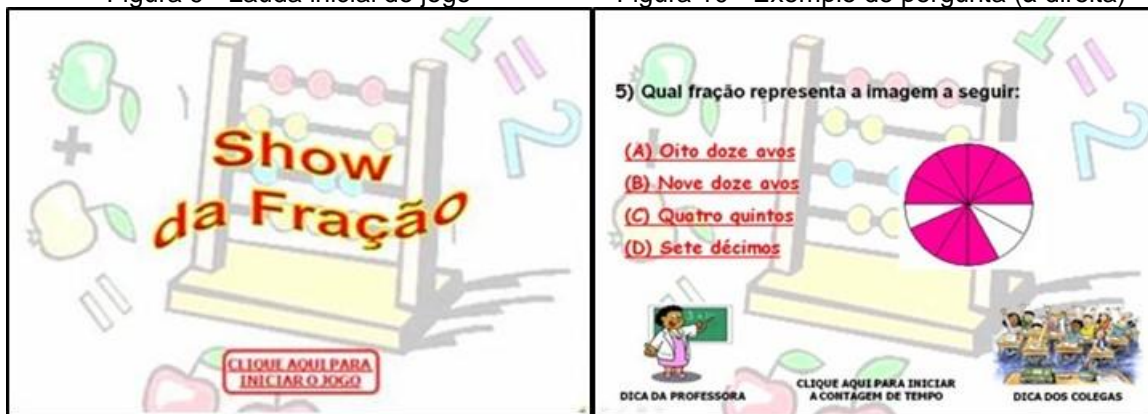 Show
da Fração
CLIQUE AQUI PARA
INICIAR O JOGO
5) Qual fração representa a imagem a seguir:
(A) Oito doze avos
(B) Nove doze avos
(C) Quatro quintos
(D) Sete décimos
DICA DA PROFESSORA
CLIQUE AQUI PARA INICIAR
A CONTAGEM DE TEMPO
DICA DOS COLEGAS